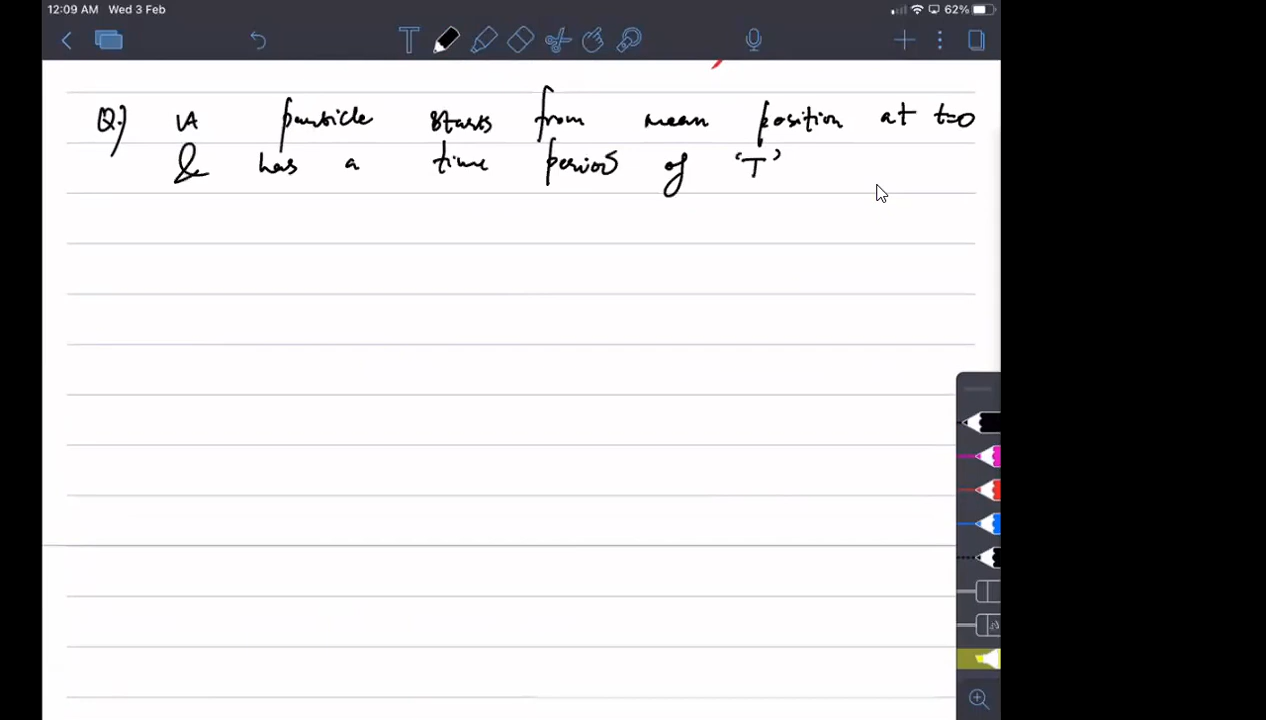 12:09 AM Wed 3 Feb
62%
Q.) A particle starts from mean position at t=0
& has a time period of 'T'